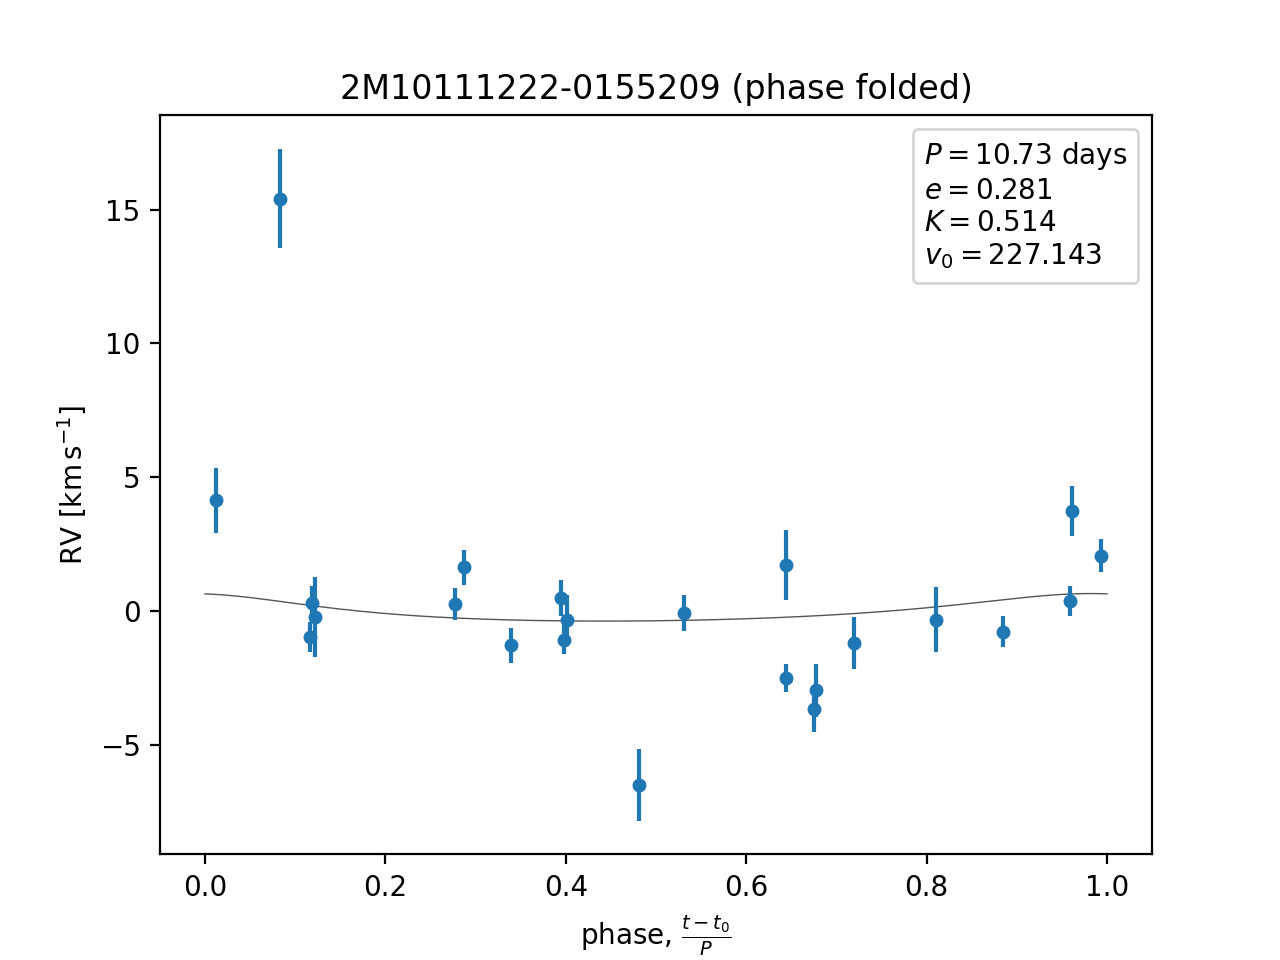 2M10111222-0155209 (phase folded)
P = 10.73 days
e = 0.281
K = 0.514
v₀ = 227.143
RV [km s⁻¹]
15
10
5
0
−5
0.0 0.2 0.4 0.6 0.8 1.0
phase, (t − t₀)/P